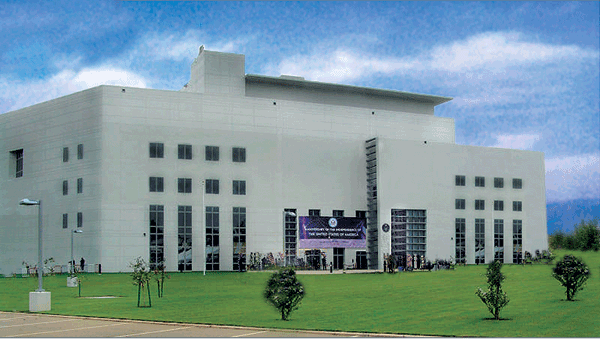 ANNIVERSARY OF THE INDEPENDENCE OF
THE UNITED STATES OF AMERICA